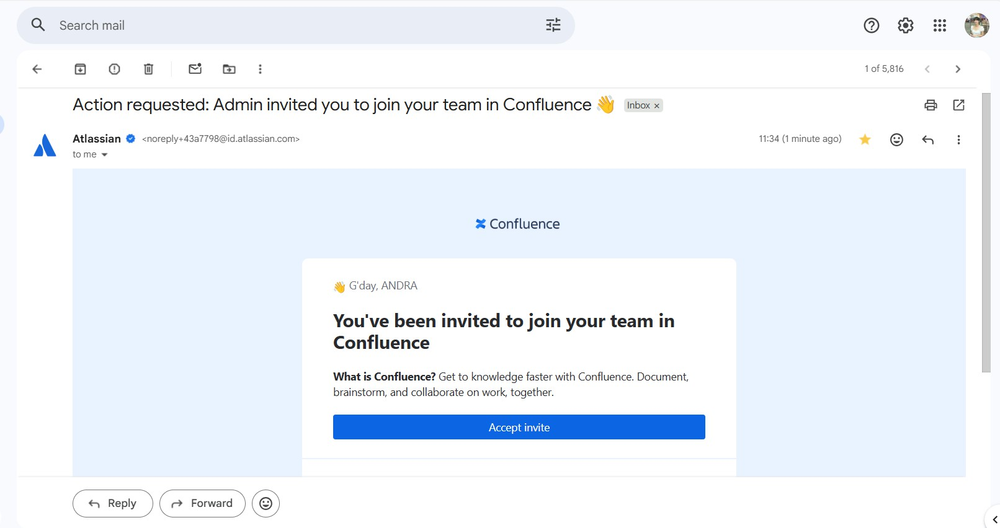 Search mail
1 of 5,816
Action requested: Admin invited you to join your team in Confluence 👋 Inbox ×
Atlassian <noreply+43a7798@id.atlassian.com> 11:34 (1 minute ago)
to me
Confluence
👋 G'day, ANDRA
You've been invited to join your team in
Confluence
What is Confluence? Get to knowledge faster with Confluence. Document,
brainstorm, and collaborate on work, together.
Accept invite
Reply Forward